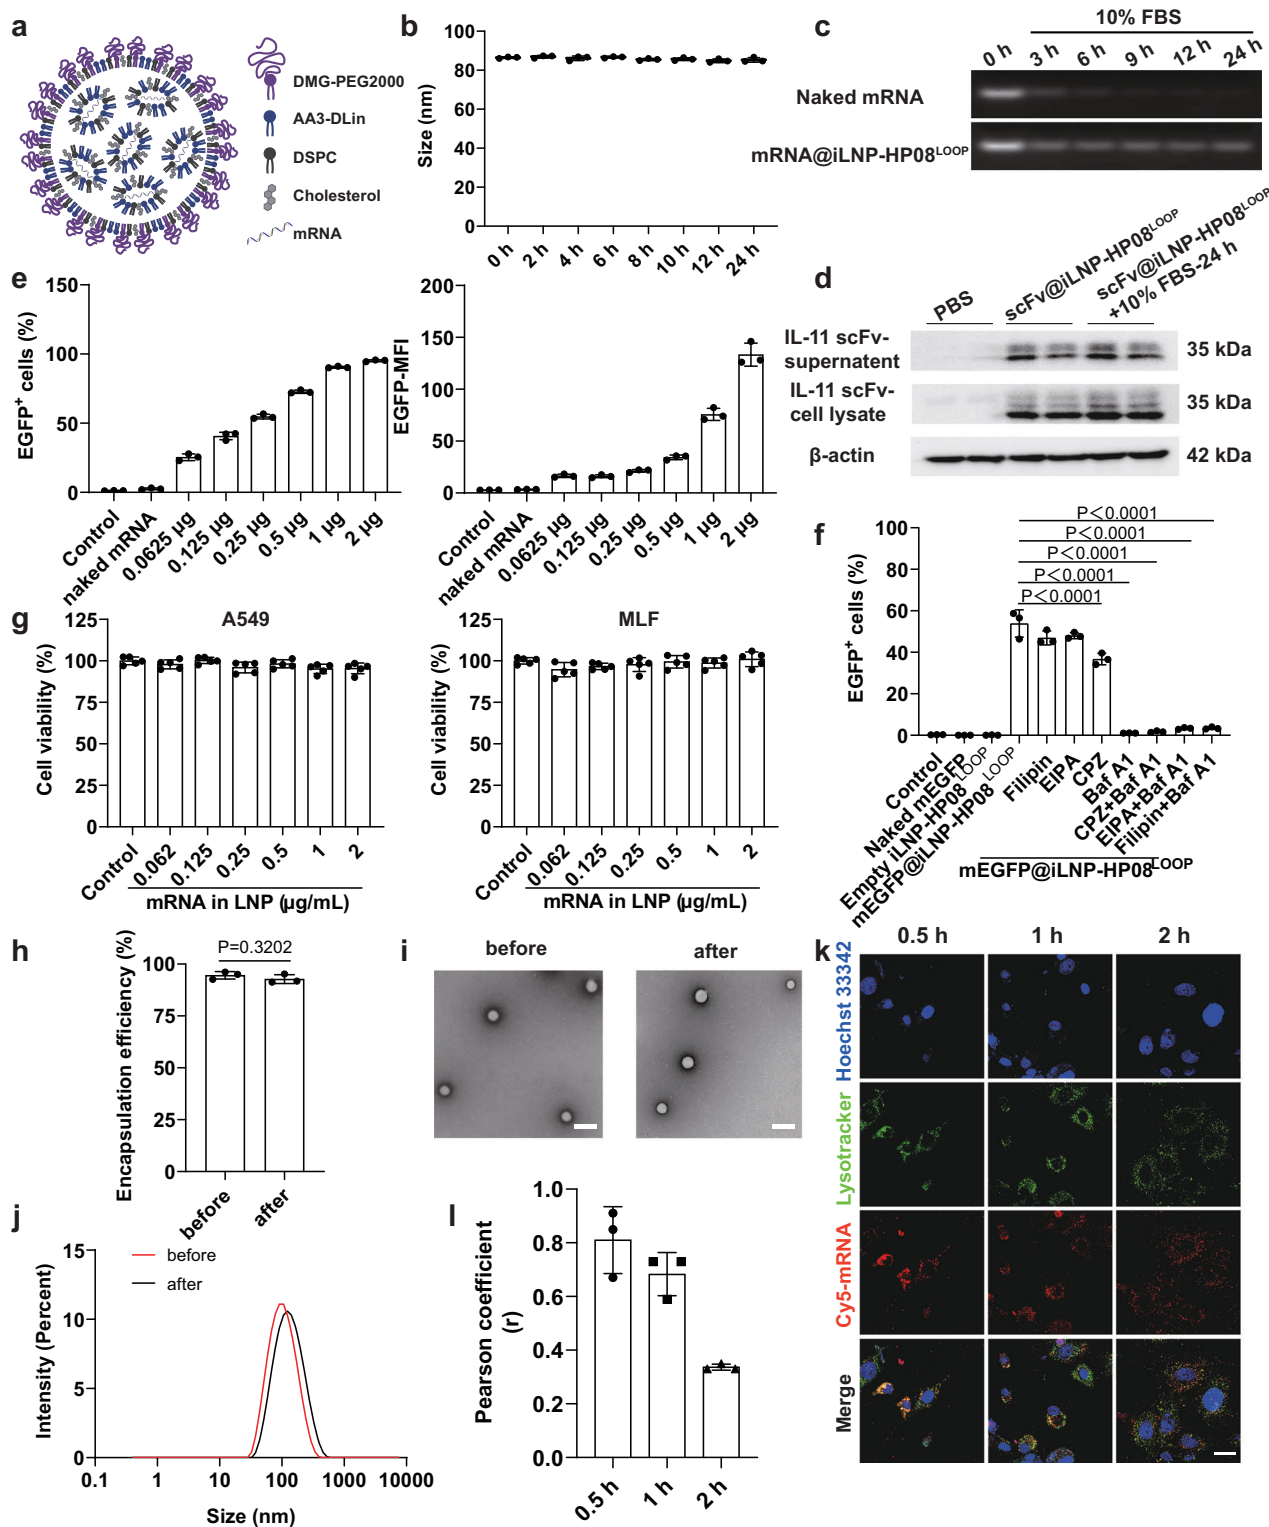 a
DMG-PEG2000
AA3-DLin
DSPC
Cholesterol
mRNA
b
Size (nm)
100
80
60
40
20
0
0 h
2 h
4 h
6 h
8 h
10 h
12 h
24 h
c
10% FBS
0 h
3 h
6 h
9 h
12 h
24 h
Naked mRNA
mRNA@iLNP-HP08LOOP
d
PBS
scFv@iLNP-HP08LOOP
scFv@iLNP-HP08LOOP
+10% FBS-24 h
IL-11 scFv-
supernatent
35 kDa
IL-11 scFv-
cell lysate
35 kDa
β-actin
42 kDa
e
EGFP+ cells (%)
150
100
50
0
Control
naked mRNA
0.0625 µg
0.125 µg
0.25 µg
0.5 µg
1 µg
2 µg
EGFP-MFI
200
150
100
50
0
Control
naked mRNA
0.0625 µg
0.125 µg
0.25 µg
0.5 µg
1 µg
2 µg
f
EGFP+ cells (%)
100
80
60
40
20
0
P<0.0001
P<0.0001
P<0.0001
P<0.0001
P<0.0001
Control
Naked mEGFP
Empty iLNP-HP08LOOP
mEGFP@iLNP-HP08LOOP
Filipin
EIPA
CPZ
Baf A1
CPZ+Baf A1
EIPA+Baf A1
Filipin+Baf A1
mEGFP@iLNP-HP08LOOP
g
A549
Cell viability (%)
125
100
75
50
25
0
Control
0.062
0.125
0.25
0.5
1
2
mRNA in LNP (µg/mL)
MLF
Cell viability (%)
125
100
75
50
25
0
Control
0.062
0.125
0.25
0.5
1
2
mRNA in LNP (µg/mL)
h
Encapsulation efficiency (%)
P=0.3202
100
75
50
25
0
before
after
i
before
after
j
Intensity (Percent)
15
10
5
0
before
after
0.1
1
10
100
1000
10000
Size (nm)
k
0.5 h
1 h
2 h
Hoechst 33342
Lysotracker
Cy5-mRNA
Merge
l
Pearson coefficient
(r)
1.0
0.8
0.6
0.4
0.2
0.0
0.5 h
1 h
2 h